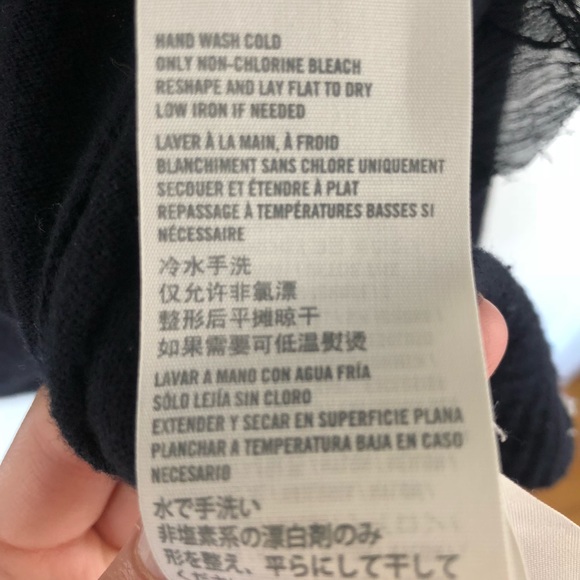 HAND WASH COLD
ONLY NON-CHLORINE BLEACH
RESHAPE AND LAY FLAT TO DRY
LOW IRON IF NEEDED
LAVER À LA MAIN, À FROID
BLANCHIMENT SANS CHLORE UNIQUEMENT
SECOUER ET ÉTENDRE À PLAT
REPASSAGE À TEMPÉRATURES BASSES SI
NÉCESSAIRE
冷水手洗
仅允许非氯漂
整形后平摊晾干
如果需要可低温熨烫
LAVAR A MANO CON AGUA FRÍA
SÓLO LEJÍA SIN CLORO
EXTENDER Y SECAR EN SUPERFICIE PLANA
PLANCHAR A TEMPERATURA BAJA EN CASO
NECESARIO
水で手洗い
非塩素系の漂白剤のみ
形を整え、平らにして干して
ください